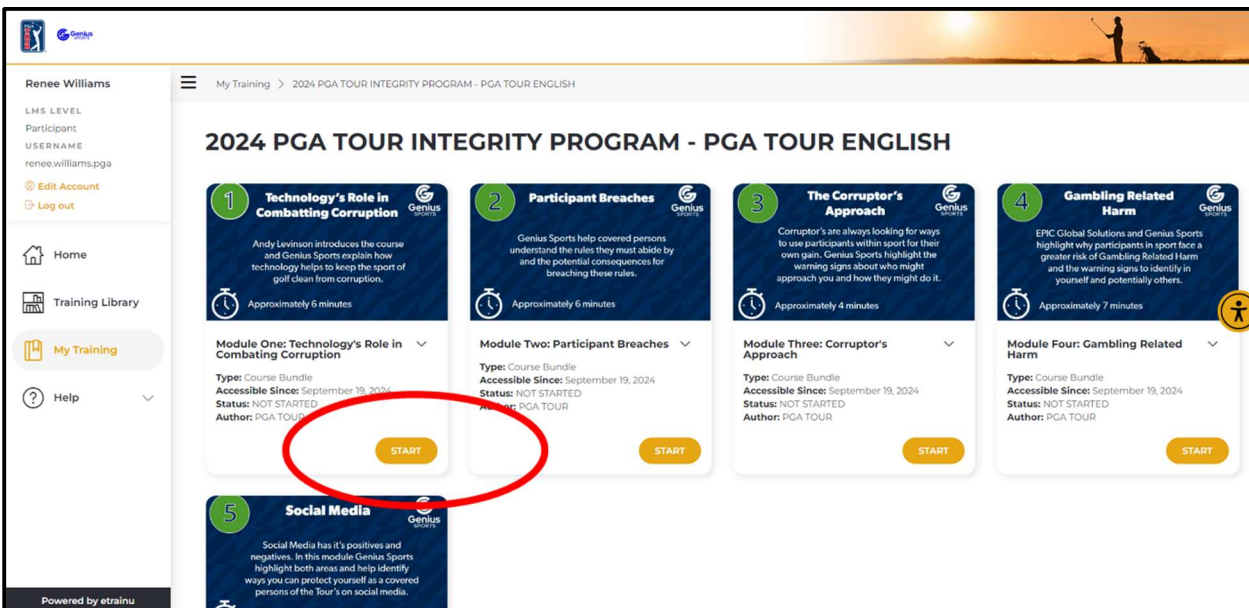 Genius
SPORTS
Renee Williams
LMS LEVEL
Participant
USERNAME
renee.williams.pga
Edit Account
Log out
Home
Training Library
My Training
Help
Powered by etrainu
My Training > 2024 PGA TOUR INTEGRITY PROGRAM - PGA TOUR ENGLISH
2024 PGA TOUR INTEGRITY PROGRAM - PGA TOUR ENGLISH
1
Technology's Role in
Combatting Corruption
Genius
SPORTS
Andy Levinson introduces the course
and Genius Sports explain how
technology helps to keep the sport of
golf clean from corruption.
Approximately 6 minutes
Module One: Technology's Role in
Combating Corruption
Type: Course Bundle
Accessible Since: September 19, 2024
Status: NOT STARTED
Author: PGA TOUR
START
2
Participant Breaches
Genius
SPORTS
Genius Sports help covered persons
understand the rules they must abide by
and the potential consequences for
breaching these rules.
Approximately 6 minutes
Module Two: Participant Breaches
Type: Course Bundle
Accessible Since: September 19, 2024
Status: NOT STARTED
Author: PGA TOUR
START
3
The Corruptor's
Approach
Genius
SPORTS
Corruptor's are always looking for ways
to use participants within sport for their
own gain. Genius Sports highlight the
warning signs about who might
approach you and how they might do it.
Approximately 4 minutes
Module Three: Corruptor's
Approach
Type: Course Bundle
Accessible Since: September 19, 2024
Status: NOT STARTED
Author: PGA TOUR
START
4
Gambling Related
Harm
Genius
SPORTS
EPIC Global Solutions and Genius Sports
highlight why participants in sport face a
greater risk of Gambling Related Harm
and the warning signs to identify in
yourself and potentially others.
Approximately 7 minutes
Module Four: Gambling Related
Harm
Type: Course Bundle
Accessible Since: September 19, 2024
Status: NOT STARTED
Author: PGA TOUR
START
5
Social Media
Genius
SPORTS
Social Media has it's positives and
negatives. In this module Genius Sports
highlight both areas and help identify
ways you can protect yourself as a covered
persons of the Tour's on social media.